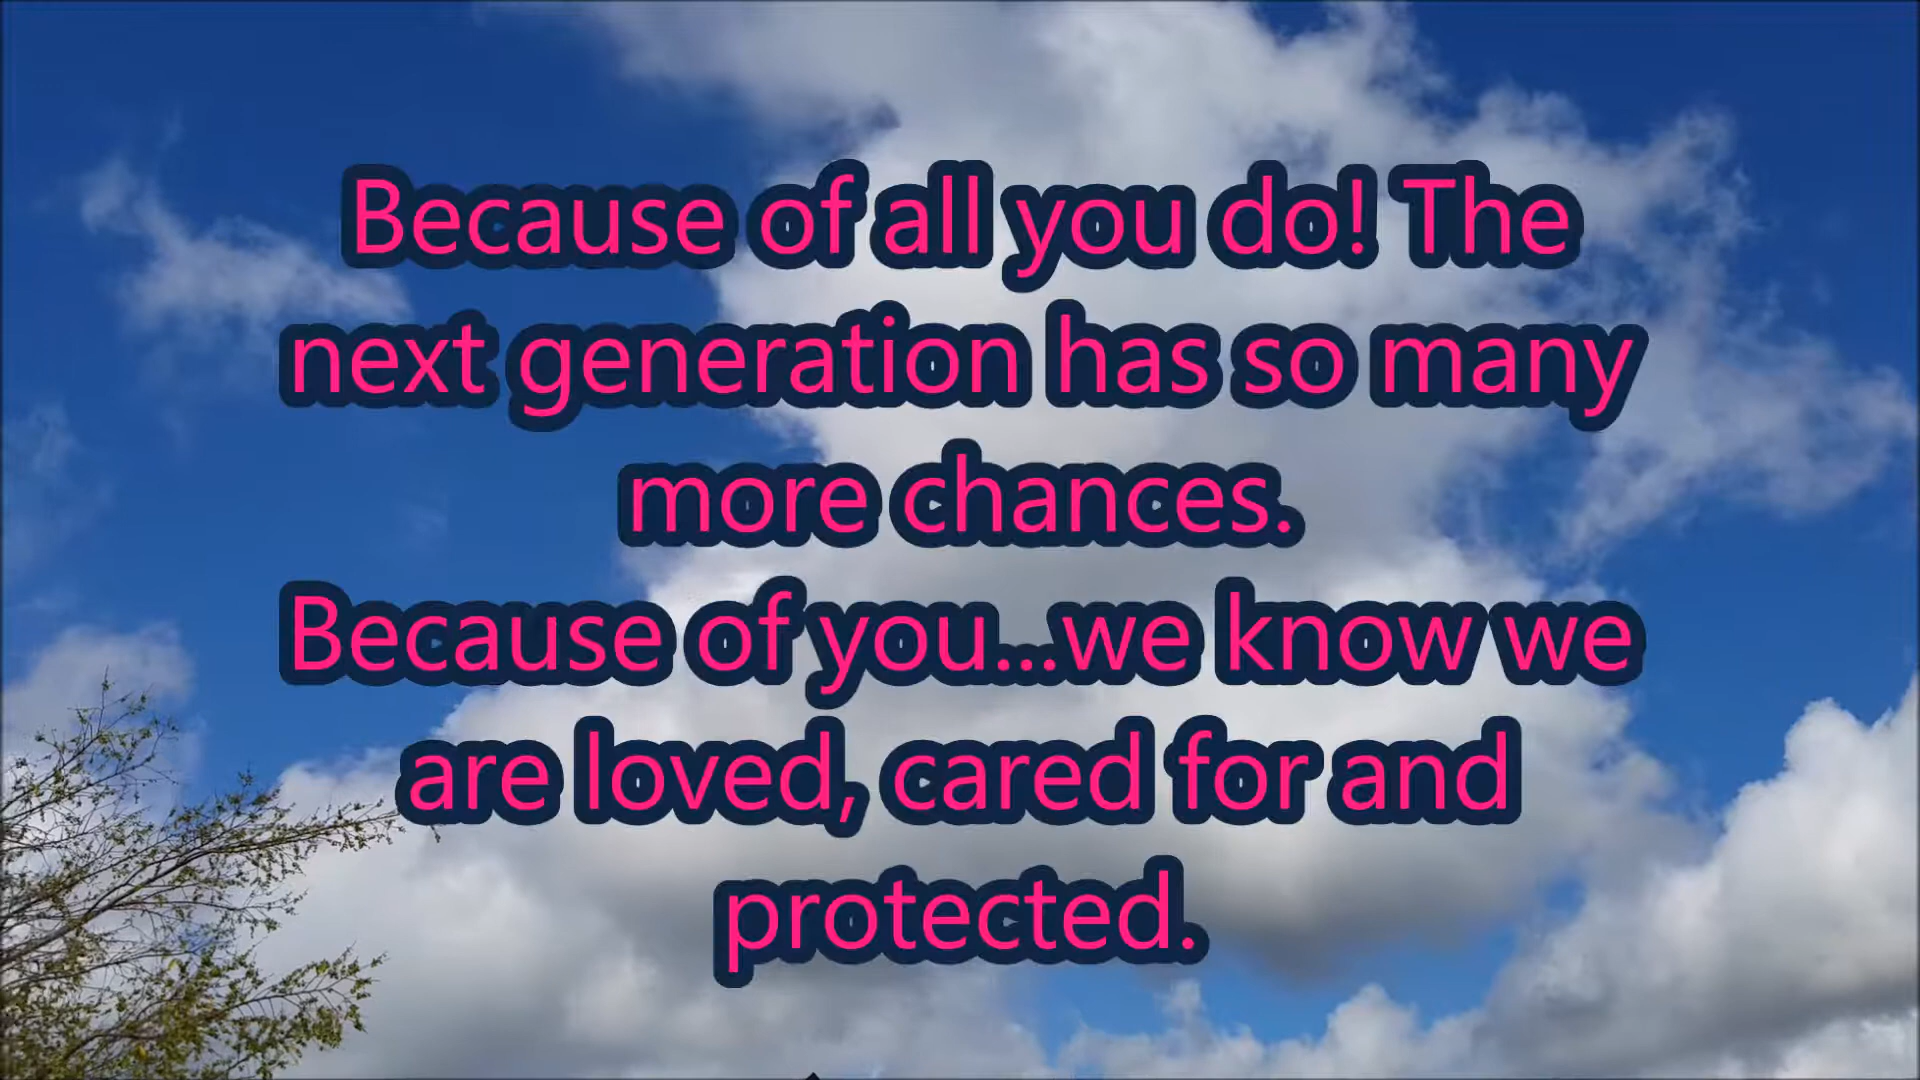 Because of all you do! The
next generation has so many
more chances.
Because of you...we know we
are loved, cared for and
protected.